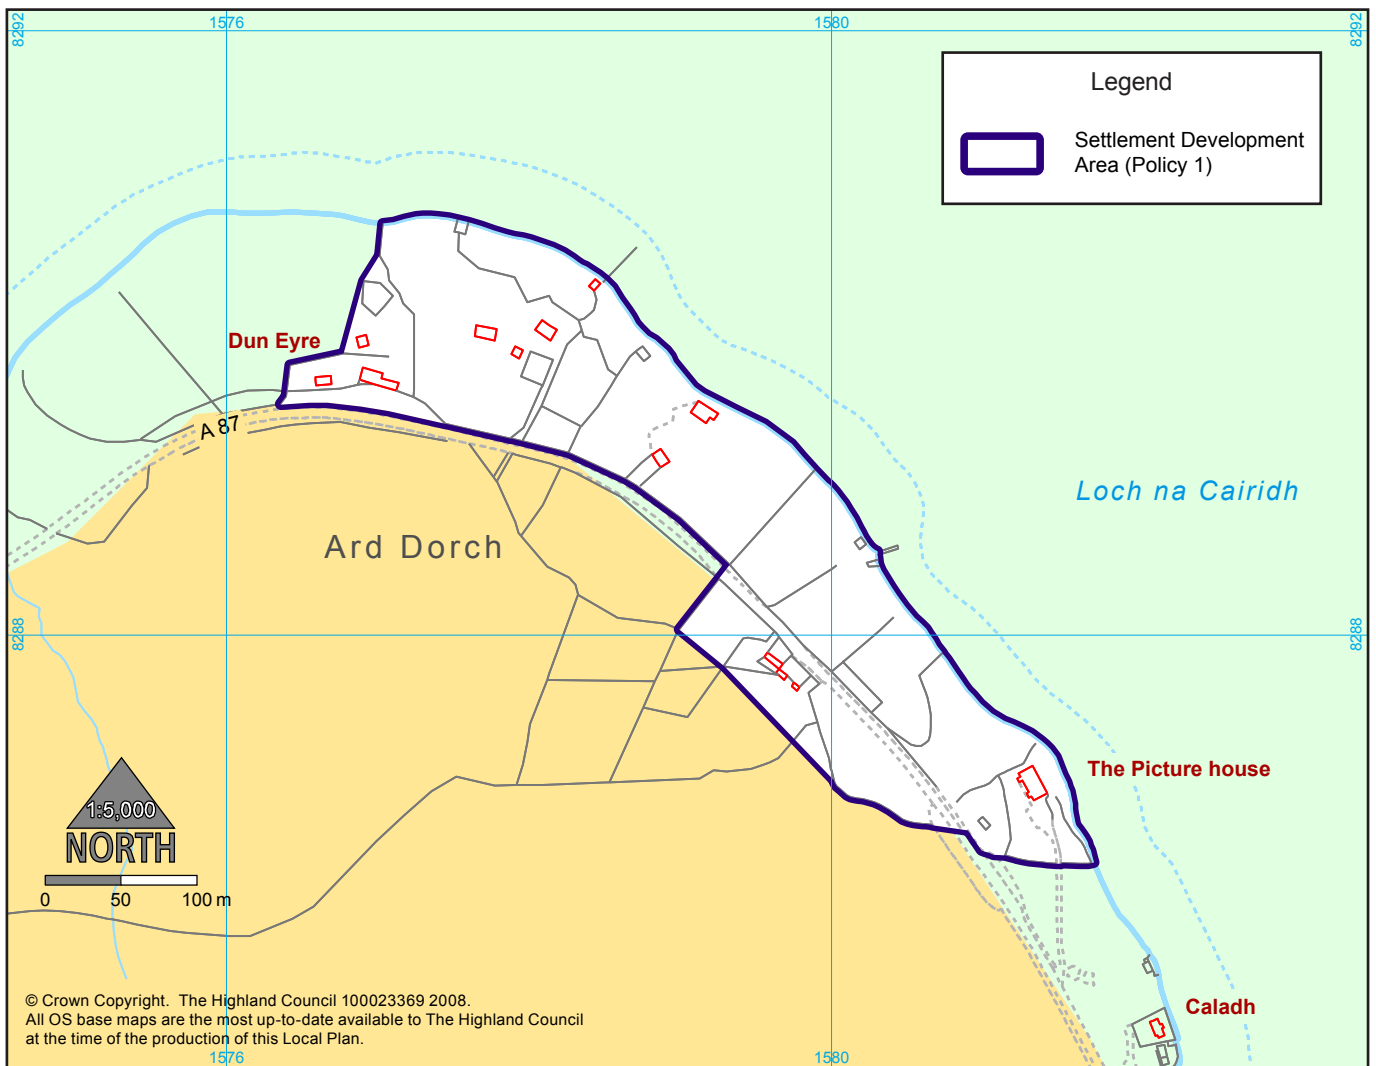 8292
1576
1580
8292
Legend
Settlement Development
Area (Policy 1)
Dun Eyre
A 87
Loch na Cairidh
Ard Dorch
8288
8288
The Picture house
1:5,000
NORTH
0 50 100 m
© Crown Copyright. The Highland Council 100023369 2008.
All OS base maps are the most up-to-date available to The Highland Council
at the time of the production of this Local Plan.
Caladh
1576
1580